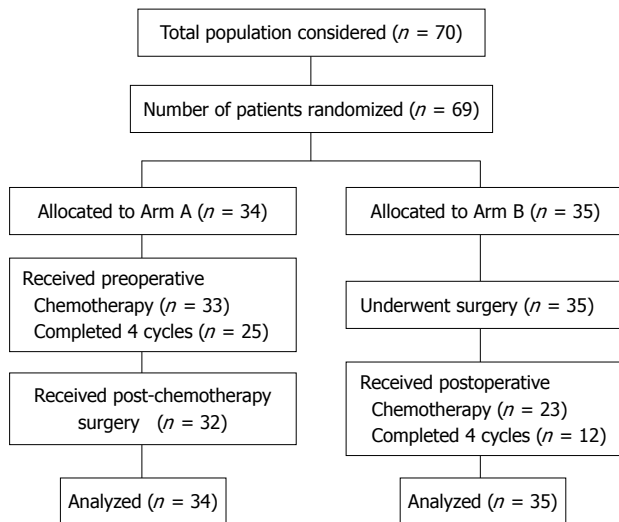 Total population considered (n = 70)
Number of patients randomized (n = 69)
Allocated to Arm A (n = 34)
Allocated to Arm B (n = 35)
Received preoperative
Chemotherapy (n = 33)
Completed 4 cycles (n = 25)
Underwent surgery (n = 35)
Received post-chemotherapy
surgery (n = 32)
Received postoperative
Chemotherapy (n = 23)
Completed 4 cycles (n = 12)
Analyzed (n = 34)
Analyzed (n = 35)